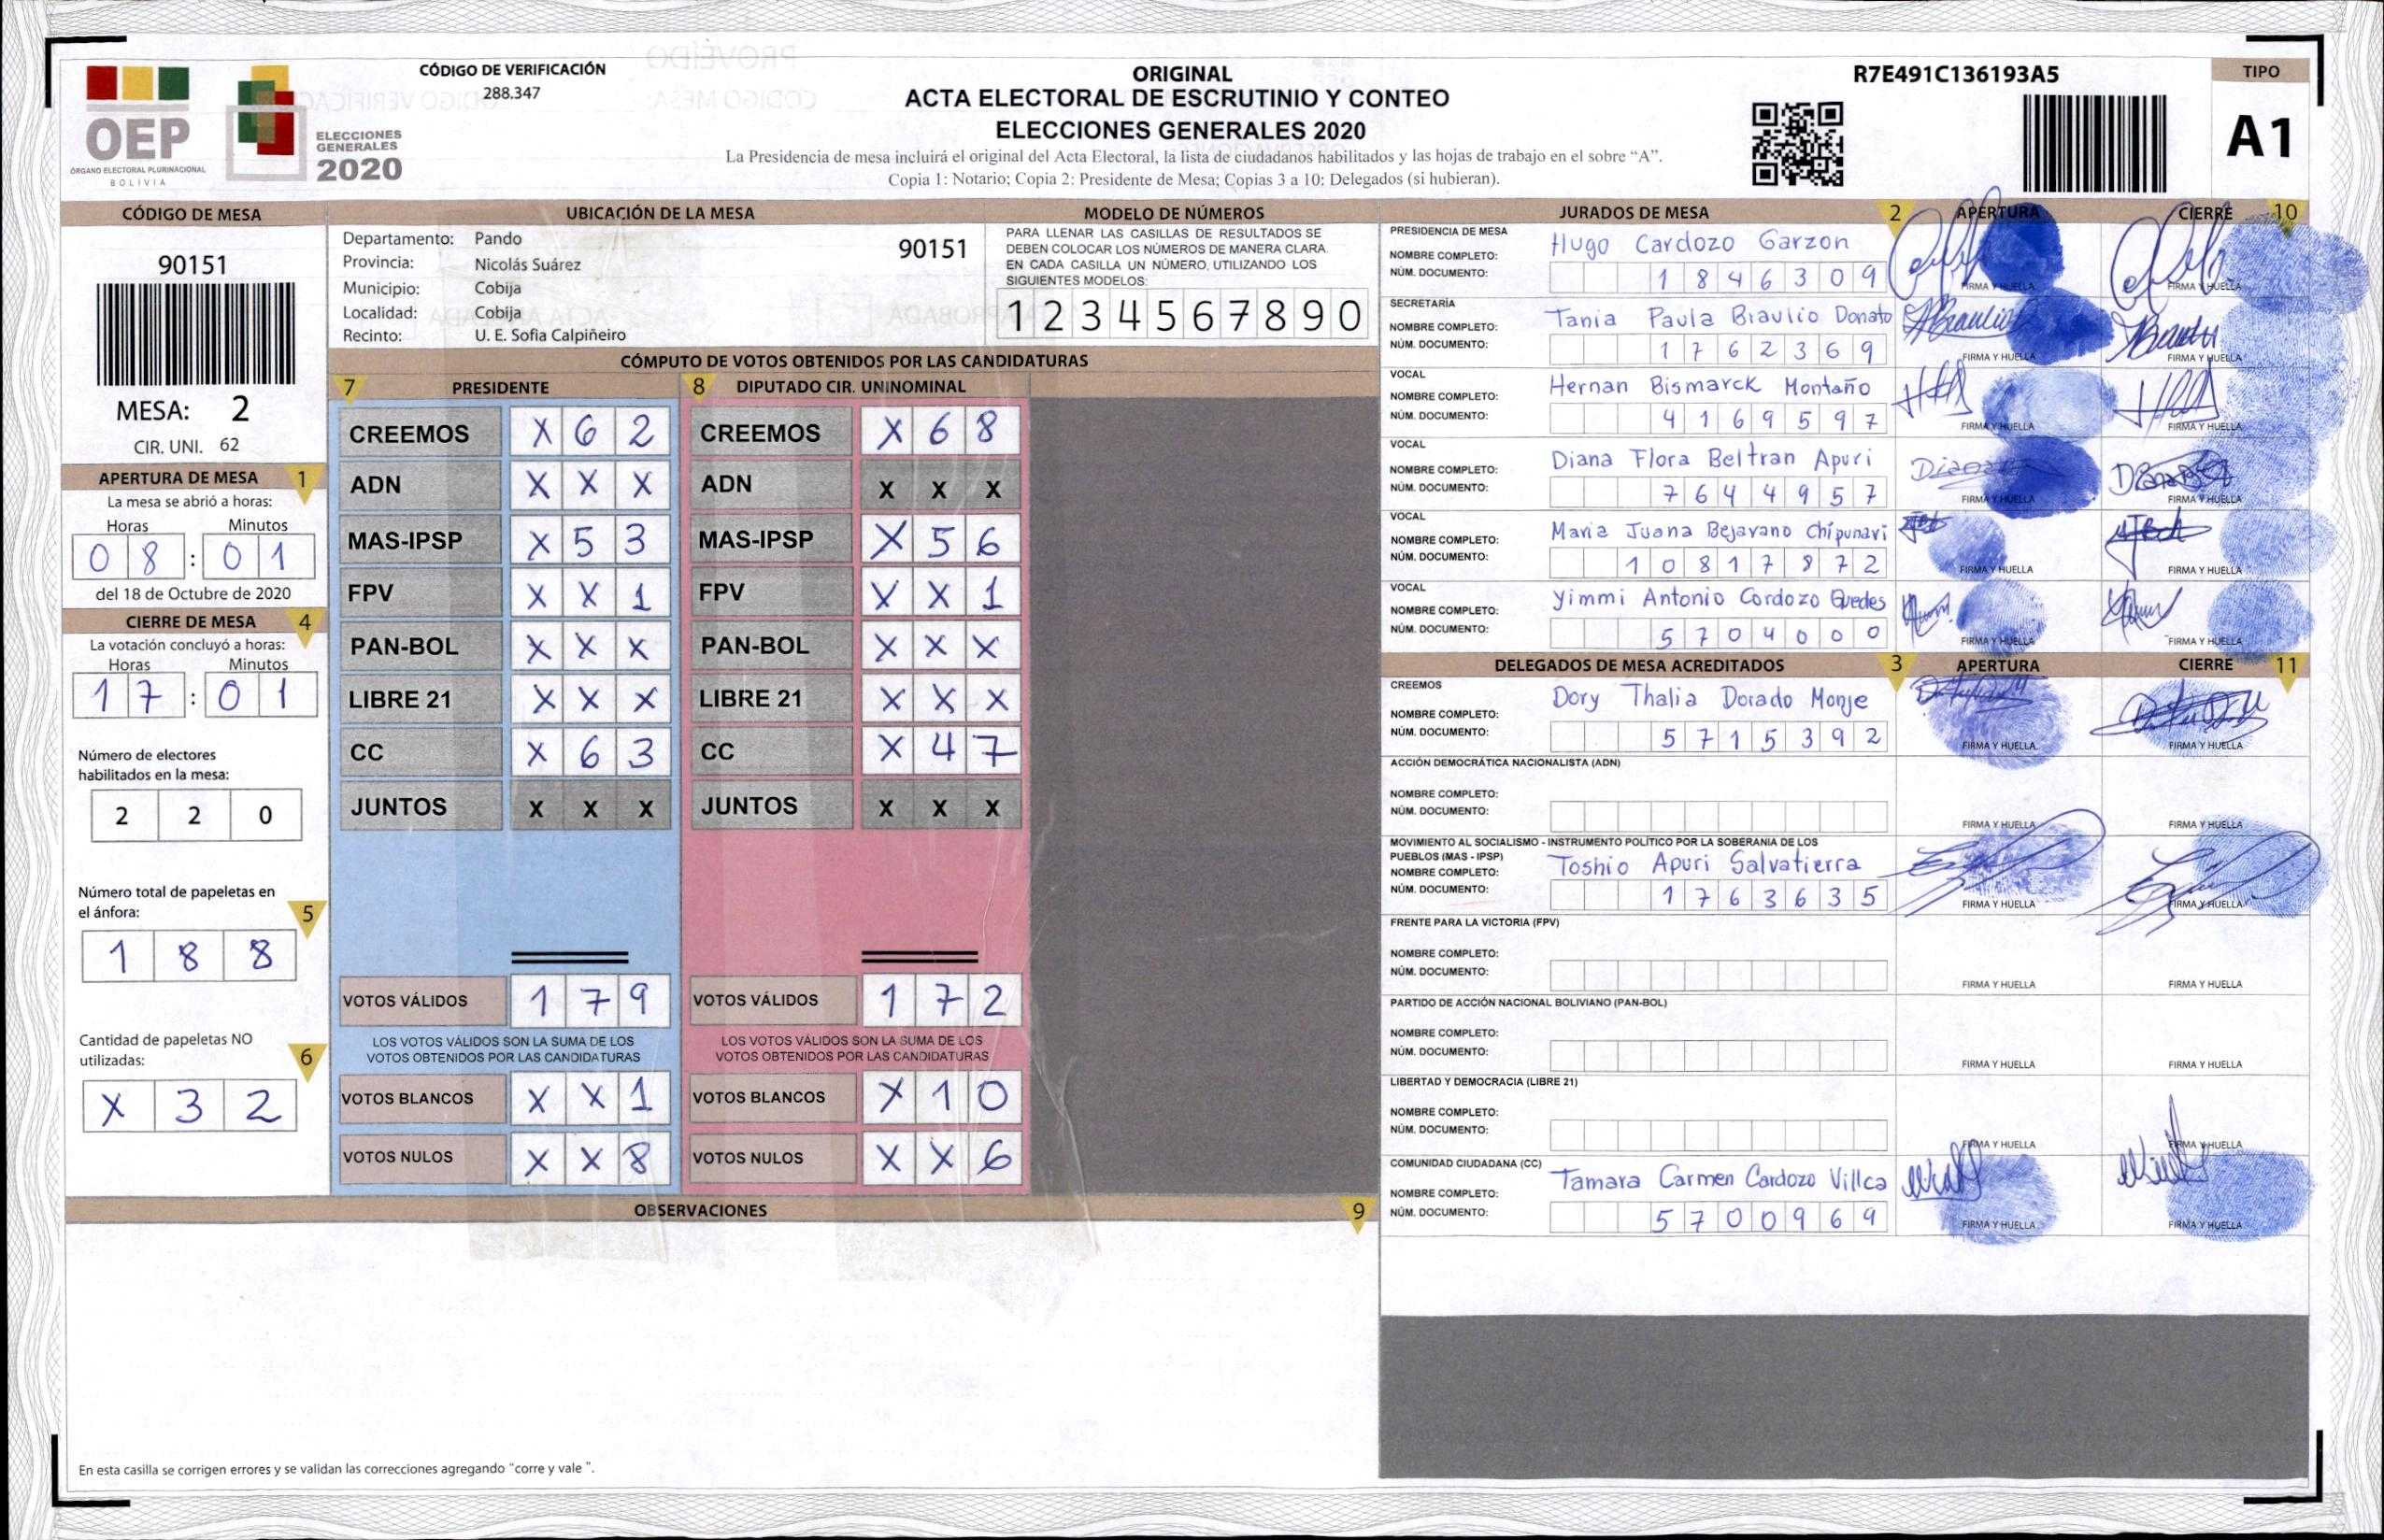 OEP
ÓRGANO ELECTORAL PLURINACIONAL
BOLIVIA
ELECCIONES
GENERALES
2020
CÓDIGO DE VERIFICACIÓN
288.347
ORIGINAL
ACTA ELECTORAL DE ESCRUTINIO Y CONTEO
ELECCIONES GENERALES 2020
La Presidencia de mesa incluirá el original del Acta Electoral, la lista de ciudadanos habilitados y las hojas de trabajo en el sobre “A”.
Copia 1: Notario; Copia 2: Presidente de Mesa; Copias 3 a 10: Delegados (si hubieran).
R7E491C136193A5
TIPO
A1
CÓDIGO DE MESA
90151
MESA: 2
CIR. UNI. 62
APERTURA DE MESA 1
La mesa se abrió a horas:
Horas Minutos
0 8 : 0 1
del 18 de Octubre de 2020
CIERRE DE MESA 4
La votación concluyó a horas:
Horas Minutos
1 7 : 0 1
Número de electores
habilitados en la mesa:
2 2 0
Número total de papeletas en
el ánfora: 5
1 8 8
Cantidad de papeletas NO
utilizadas: 6
X 3 2
UBICACIÓN DE LA MESA
Departamento: Pando
90151
Provincia: Nicolás Suárez
Municipio: Cobija
Localidad: Cobija
Recinto: U. E. Sofia Calpiñeiro
MODELO DE NÚMEROS
PARA LLENAR LAS CASILLAS DE RESULTADOS SE
DEBEN COLOCAR LOS NÚMEROS DE MANERA CLARA.
EN CADA CASILLA UN NÚMERO, UTILIZANDO LOS
SIGUIENTES MODELOS:
1 2 3 4 5 6 7 8 9 0
CÓMPUTO DE VOTOS OBTENIDOS POR LAS CANDIDATURAS
7 PRESIDENTE
CREEMOS X 6 2
ADN X X X
MAS-IPSP X 5 3
FPV X X 1
PAN-BOL X X X
LIBRE 21 X X X
CC X 6 3
JUNTOS X X X
VOTOS VÁLIDOS 1 7 9
LOS VOTOS VÁLIDOS SON LA SUMA DE LOS
VOTOS OBTENIDOS POR LAS CANDIDATURAS
VOTOS BLANCOS X X 1
VOTOS NULOS X X 8
8 DIPUTADO CIR. UNINOMINAL
CREEMOS X 6 8
ADN X X X
MAS-IPSP X 5 6
FPV X X 1
PAN-BOL X X X
LIBRE 21 X X X
CC X 4 7
JUNTOS X X X
VOTOS VÁLIDOS 1 7 2
LOS VOTOS VÁLIDOS SON LA SUMA DE LOS
VOTOS OBTENIDOS POR LAS CANDIDATURAS
VOTOS BLANCOS X 1 0
VOTOS NULOS X X 6
OBSERVACIONES 9
En esta casilla se corrigen errores y se validan las correcciones agregando “corre y vale ”.
JURADOS DE MESA 2 APERTURA CIERRE 10
PRESIDENCIA DE MESA
NOMBRE COMPLETO: Hugo Cardozo Garzon
NÚM. DOCUMENTO: 1 8 4 6 3 0 9
FIRMA Y HUELLA FIRMA Y HUELLA
SECRETARÍA
NOMBRE COMPLETO: Tania Paula Braulio Donato
NÚM. DOCUMENTO: 1 7 6 2 3 6 9
FIRMA Y HUELLA FIRMA Y HUELLA
VOCAL
NOMBRE COMPLETO: Hernan Bismarck Montaño
NÚM. DOCUMENTO: 4 1 6 9 5 9 7
FIRMA Y HUELLA FIRMA Y HUELLA
VOCAL
NOMBRE COMPLETO: Diana Flora Beltran Apuri
NÚM. DOCUMENTO: 7 6 4 4 9 5 7
FIRMA Y HUELLA FIRMA Y HUELLA
VOCAL
NOMBRE COMPLETO: Maria Juana Bejarano Chipunavi
NÚM. DOCUMENTO: 1 0 8 1 7 8 7 2
FIRMA Y HUELLA FIRMA Y HUELLA
VOCAL
NOMBRE COMPLETO: Yimmi Antonio Cordozo Guedes
NÚM. DOCUMENTO: 5 7 0 4 0 0 0
FIRMA Y HUELLA FIRMA Y HUELLA
DELEGADOS DE MESA ACREDITADOS 3 APERTURA CIERRE 11
CREEMOS
NOMBRE COMPLETO: Dory Thalia Dorado Monje
NÚM. DOCUMENTO: 5 7 1 5 3 9 2
FIRMA Y HUELLA FIRMA Y HUELLA
ACCIÓN DEMOCRÁTICA NACIONALISTA (ADN)
NOMBRE COMPLETO:
NÚM. DOCUMENTO:
FIRMA Y HUELLA FIRMA Y HUELLA
MOVIMIENTO AL SOCIALISMO - INSTRUMENTO POLÍTICO POR LA SOBERANIA DE LOS
PUEBLOS (MAS - IPSP)
NOMBRE COMPLETO: Toshio Apuri Salvatierra
NÚM. DOCUMENTO: 1 7 6 3 6 3 5
FIRMA Y HUELLA FIRMA Y HUELLA
FRENTE PARA LA VICTORIA (FPV)
NOMBRE COMPLETO:
NÚM. DOCUMENTO:
FIRMA Y HUELLA FIRMA Y HUELLA
PARTIDO DE ACCIÓN NACIONAL BOLIVIANO (PAN-BOL)
NOMBRE COMPLETO:
NÚM. DOCUMENTO:
FIRMA Y HUELLA FIRMA Y HUELLA
LIBERTAD Y DEMOCRACIA (LIBRE 21)
NOMBRE COMPLETO:
NÚM. DOCUMENTO:
FIRMA Y HUELLA FIRMA Y HUELLA
COMUNIDAD CIUDADANA (CC)
NOMBRE COMPLETO: Tamara Carmen Cardozo Villca
NÚM. DOCUMENTO: 5 7 0 0 9 6 9
FIRMA Y HUELLA FIRMA Y HUELLA